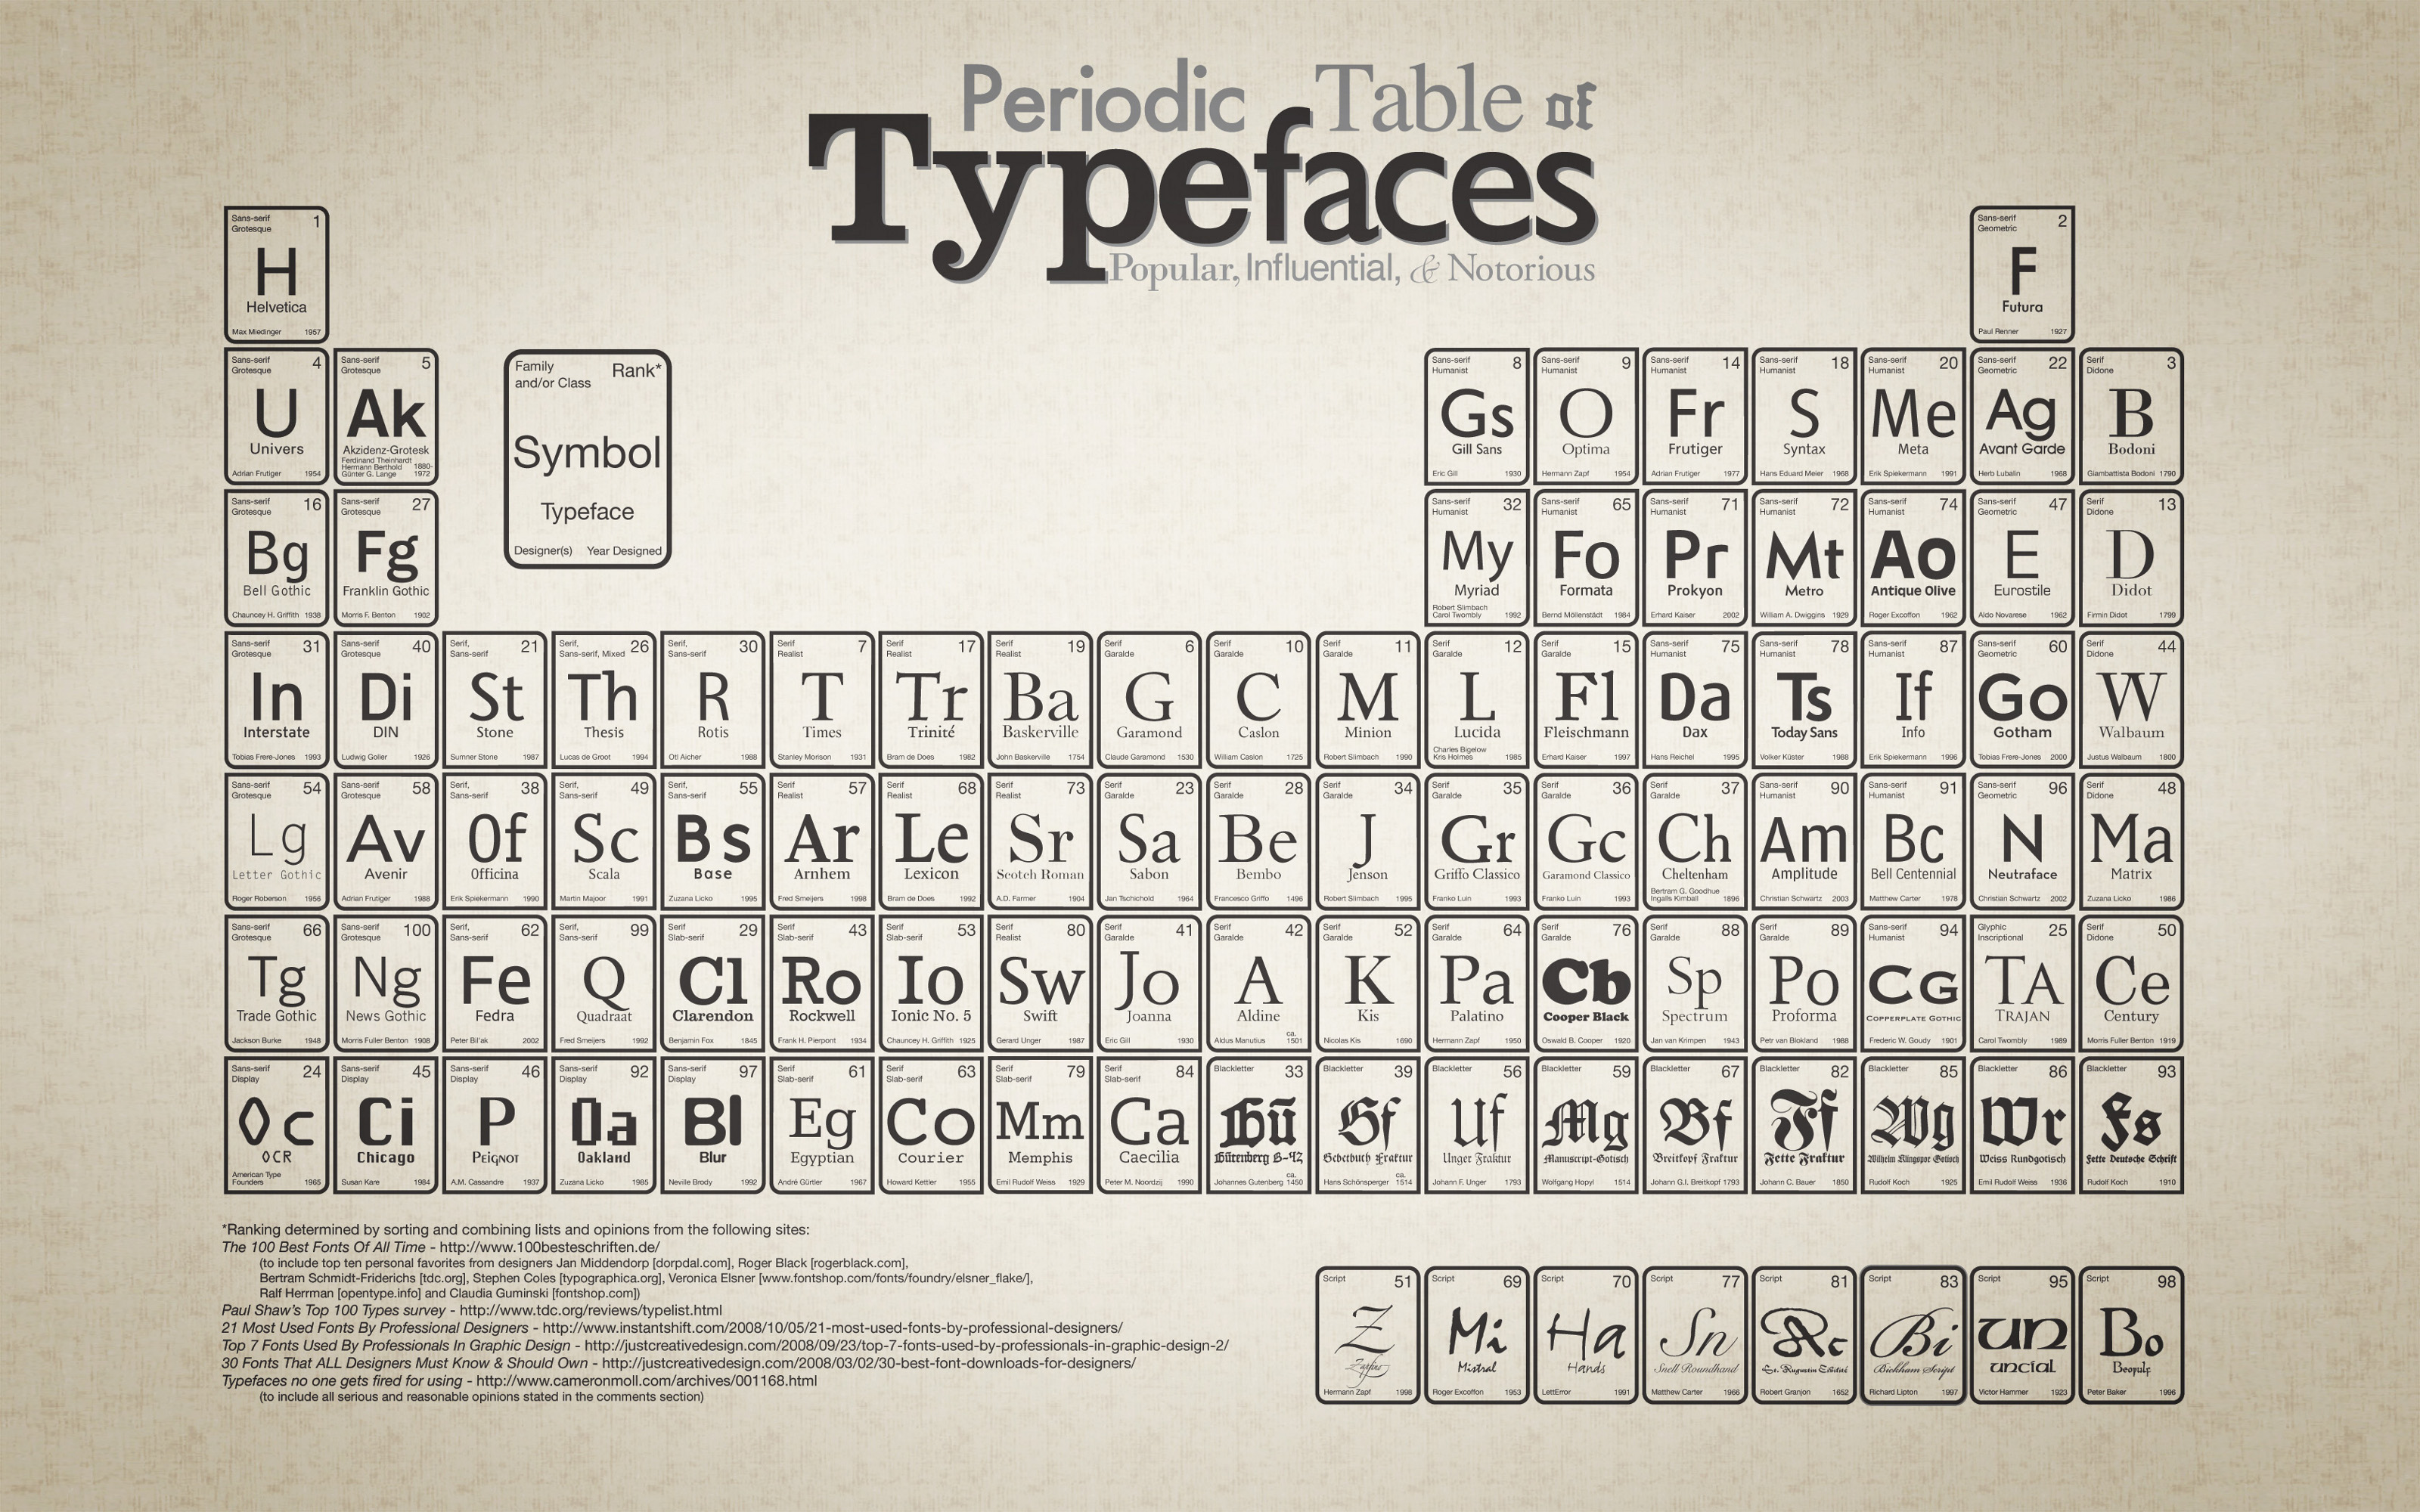 Periodic Table of
Typefaces
Popular, Influential, & Notorious
Sans-serif Grotesque 1
H
Helvetica
Max Miedinger 1957
Sans-serif Geometric 2
F
Futura
Paul Renner 1927
Sans-serif Grotesque 4
U
Univers
Adrian Frutiger 1954
Sans-serif Grotesque 5
Ak
Akzidenz-Grotesk
Ferdinand Theinhardt
Hermann Berthold
Günter G. Lange 1880-1972
Family and/or Class Rank*
Symbol
Typeface
Designer(s) Year Designed
Sans-serif Humanist 8
Gs
Gill Sans
Eric Gill 1930
Sans-serif Humanist 9
O
Optima
Hermann Zapf 1954
Sans-serif Humanist 14
Fr
Frutiger
Adrian Frutiger 1977
Sans-serif Humanist 18
S
Syntax
Hans Eduard Meier 1968
Sans-serif Humanist 20
Me
Meta
Erik Spiekermann 1991
Sans-serif Geometric 22
Ag
Avant Garde
Herb Lubalin 1968
Serif Didone 3
B
Bodoni
Giambattista Bodoni 1790
Sans-serif Grotesque 16
Bg
Bell Gothic
Chauncey H. Griffith 1938
Sans-serif Grotesque 27
Fg
Franklin Gothic
Morris F. Benton 1902
Sans-serif Humanist 32
My
Myriad
Robert Slimbach
Carol Twombly 1992
Sans-serif Humanist 65
Fo
Formata
Bernd Möllenstädt 1984
Sans-serif Humanist 71
Pr
Prokyon
Erhard Kaiser 2002
Sans-serif Humanist 72
Mt
Metro
William A. Dwiggins 1929
Sans-serif Humanist 74
Ao
Antique Olive
Roger Excoffon 1962
Sans-serif Geometric 47
E
Eurostile
Aldo Novarese 1962
Serif Didone 13
D
Didot
Firmin Didot 1799
Sans-serif Grotesque 31
In
Interstate
Tobias Frere-Jones 1993
Sans-serif Grotesque 40
Di
DIN
Ludwig Goller 1926
Serif, Sans-serif 21
St
Stone
Sumner Stone 1987
Serif, Sans-serif, Mixed 26
Th
Thesis
Lucas de Groot 1994
Serif, Sans-serif 30
R
Rotis
Otl Aicher 1988
Serif Realist 7
T
Times
Stanley Morison 1931
Serif Realist 17
Tr
Trinité
Bram de Does 1982
Serif Realist 19
Ba
Baskerville
John Baskerville 1754
Serif Garalde 6
G
Garamond
Claude Garamond 1530
Serif Garalde 10
C
Caslon
William Caslon 1725
Serif Garalde 11
M
Minion
Robert Slimbach 1990
Serif Garalde 12
L
Lucida
Charles Bigelow
Kris Holmes 1985
Serif Garalde 15
Fl
Fleischmann
Erhard Kaiser 1997
Sans-serif Humanist 75
Da
Dax
Hans Reichel 1995
Sans-serif Humanist 78
Ts
Today Sans
Volker Küster 1988
Sans-serif Humanist 87
If
Info
Erik Spiekermann 1996
Sans-serif Geometric 60
Go
Gotham
Tobias Frere-Jones 2000
Serif Didone 44
W
Walbaum
Justus Walbaum 1800
Sans-serif Grotesque 54
Lg
Letter Gothic
Roger Roberson 1956
Sans-serif Grotesque 58
Av
Avenir
Adrian Frutiger 1988
Serif, Sans-serif 38
Of
Officina
Erik Spiekermann 1990
Serif, Sans-serif 49
Sc
Scala
Martin Majoor 1991
Serif, Sans-serif 55
Bs
Base
Zuzana Licko 1995
Serif Realist 57
Ar
Arnhem
Fred Smeijers 1998
Serif Realist 68
Le
Lexicon
Bram de Does 1992
Serif Realist 73
Sr
Scotch Roman
A.D. Farmer 1904
Serif Garalde 23
Sa
Sabon
Jan Tschichold 1964
Serif Garalde 28
Be
Bembo
Francesco Griffo 1496
Serif Garalde 34
J
Jenson
Robert Slimbach 1995
Serif Garalde 35
Gr
Griffo Classico
Franko Luin 1993
Serif Garalde 36
Gc
Garamond Classico
Franko Luin 1993
Serif Garalde 37
Ch
Cheltenham
Bertram G. Goodhue
Ingalls Kimball 1896
Sans-serif Humanist 90
Am
Amplitude
Christian Schwartz 2003
Sans-serif Humanist 91
Bc
Bell Centennial
Matthew Carter 1978
Sans-serif Geometric 96
N
Neutraface
Christian Schwartz 2002
Serif Didone 48
Ma
Matrix
Zuzana Licko 1986
Sans-serif Grotesque 66
Tg
Trade Gothic
Jackson Burke 1948
Sans-serif Grotesque 100
Ng
News Gothic
Morris Fuller Benton 1908
Serif, Sans-serif 62
Fe
Fedra
Peter Bil'ak 2002
Serif, Sans-serif 99
Q
Quadraat
Fred Smeijers 1992
Serif Slab-serif 29
Cl
Clarendon
Benjamin Fox 1845
Serif Slab-serif 43
Ro
Rockwell
Frank H. Pierpont 1934
Serif Slab-serif 53
Io
Ionic No. 5
Chauncey H. Griffith 1925
Serif Realist 80
Sw
Swift
Gerard Unger 1987
Serif Garalde 41
Jo
Joanna
Eric Gill 1930
Serif Garalde 42
A
Aldine
Aldus Manutius ca. 1501
Serif Garalde 52
K
Kis
Nicolas Kis 1690
Serif Garalde 64
Pa
Palatino
Hermann Zapf 1950
Serif Garalde 76
Cb
Cooper Black
Oswald B. Cooper 1920
Serif Garalde 88
Sp
Spectrum
Jan van Krimpen 1943
Serif Garalde 89
Po
Proforma
Petr van Blokland 1988
Sans-serif Humanist 94
CG
Copperplate Gothic
Frederic W. Goudy 1901
Glyphic Inscriptional 25
TA
Trajan
Carol Twombly 1989
Serif Didone 50
Ce
Century
Morris Fuller Benton 1919
Sans-serif Display 24
Oc
OCR
American Type
Founders 1965
Sans-serif Display 45
Ci
Chicago
Susan Kare 1984
Sans-serif Display 46
P
Peignot
A.M. Cassandre 1937
Sans-serif Display 92
Oa
Oakland
Zuzana Licko 1985
Sans-serif Display 97
Bl
Blur
Neville Brody 1992
Serif Slab-serif 61
Eg
Egyptian
André Gürtler 1967
Serif Slab-serif 63
Co
Courier
Howard Kettler 1955
Serif Slab-serif 79
Mm
Memphis
Emil Rudolf Weiss 1929
Serif Slab-serif 84
Ca
Caecilia
Peter M. Noordzij 1990
Blackletter 33
Gü
Gütenberg B-42
Johannes Gutenberg ca. 1450
Blackletter 39
Gf
Gebetbuch Fraktur
Hans Schönsperger ca. 1514
Blackletter 56
Uf
Unger Fraktur
Johann F. Unger 1793
Blackletter 59
Mg
Manuscript-Gotisch
Wolfgang Hopyl 1514
Blackletter 67
Bf
Breitkopf Fraktur
Johann G.I. Breitkopf 1793
Blackletter 82
Ff
Fette Fraktur
Johann C. Bauer 1850
Blackletter 85
Wg
Wilhelm Klingspor Gotisch
Rudolf Koch 1925
Blackletter 86
Wr
Weiss Rundgotisch
Emil Rudolf Weiss 1936
Blackletter 93
Fs
Fette Deutsche Schrift
Rudolf Koch 1910
*Ranking determined by sorting and combining lists and opinions from the following sites:
The 100 Best Fonts Of All Time - http://www.100besteschriften.de/
(to include top ten personal favorites from designers Jan Middendorp [dorpdal.com], Roger Black [rogerblack.com],
Bertram Schmidt-Friderichs [tdc.org], Stephen Coles [typographica.org], Veronica Elsner [www.fontshop.com/fonts/foundry/elsner_flake/],
Ralf Herrman [opentype.info] and Claudia Guminski [fontshop.com])
Paul Shaw's Top 100 Types survey - http://www.tdc.org/reviews/typelist.html
21 Most Used Fonts By Professional Designers - http://www.instantshift.com/2008/10/05/21-most-used-fonts-by-professional-designers/
Top 7 Fonts Used By Professionals In Graphic Design - http://justcreativedesign.com/2008/09/23/top-7-fonts-used-by-professionals-in-graphic-design-2/
30 Fonts That ALL Designers Must Know & Should Own - http://justcreativedesign.com/2008/03/02/30-best-font-downloads-for-designers/
Typefaces no one gets fired for using - http://www.cameronmoll.com/archives/001168.html
(to include all serious and reasonable opinions stated in the comments section)
Script 51
Z
Zapfino
Hermann Zapf 1998
Script 69
Mi
Mistral
Roger Excoffon 1953
Script 70
Ha
Hands
LettError 1991
Script 77
Sn
Snell Roundhand
Matthew Carter 1966
Script 81
Ac
St. Augustin Civilité
Robert Granjon 1652
Script 83
Bi
Bickham Script
Richard Lipton 1997
Script 95
Un
Uncial
Victor Hammer 1923
Script 98
Bo
Beowulf
Peter Baker 1996